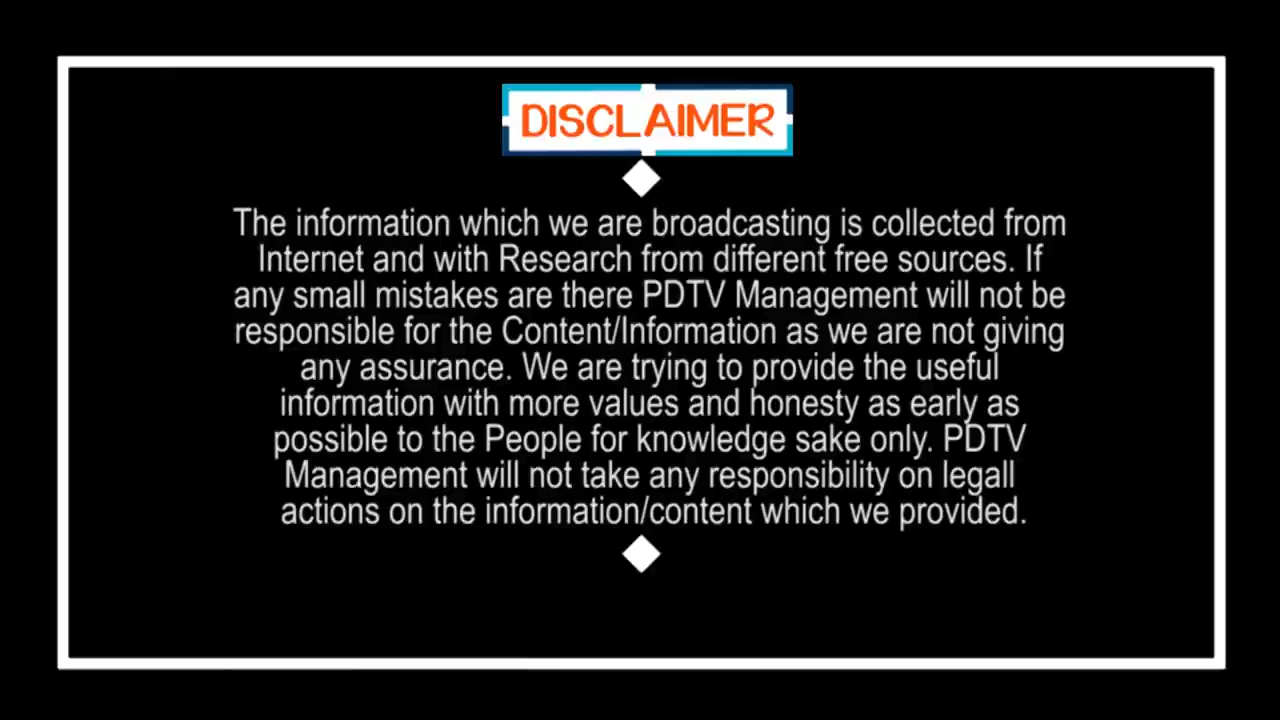 DISCLAIMER
The information which we are broadcasting is collected from
Internet and with Research from different free sources. If
any small mistakes are there PDTV Management will not be
responsible for the Content/Information as we are not giving
any assurance. We are trying to provide the useful
information with more values and honesty as early as
possible to the People for knowledge sake only. PDTV
Management will not take any responsibility on legall
actions on the information/content which we provided.